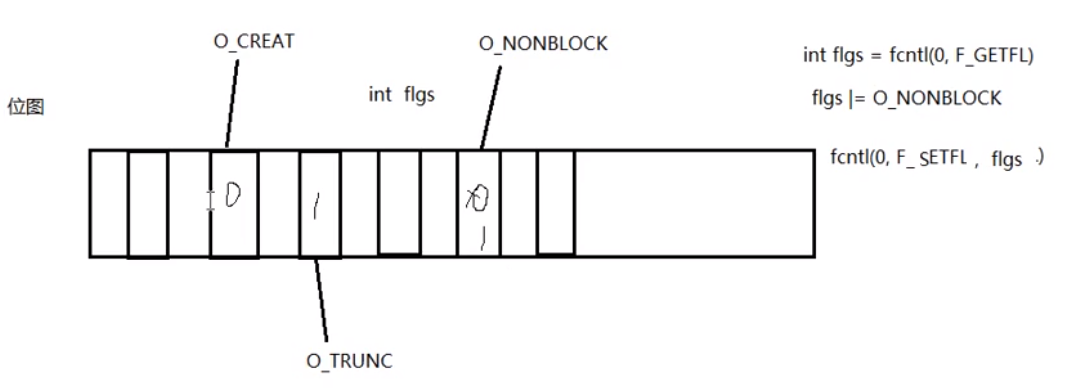 O_CREAT
O_NONBLOCK
int flgs = fcntl(0, F_GETFL)
int flgs
flgs |= O_NONBLOCK
位图
fcntl(0, F_SETFL , flgs .)
0
1
0
1
O_TRUNC